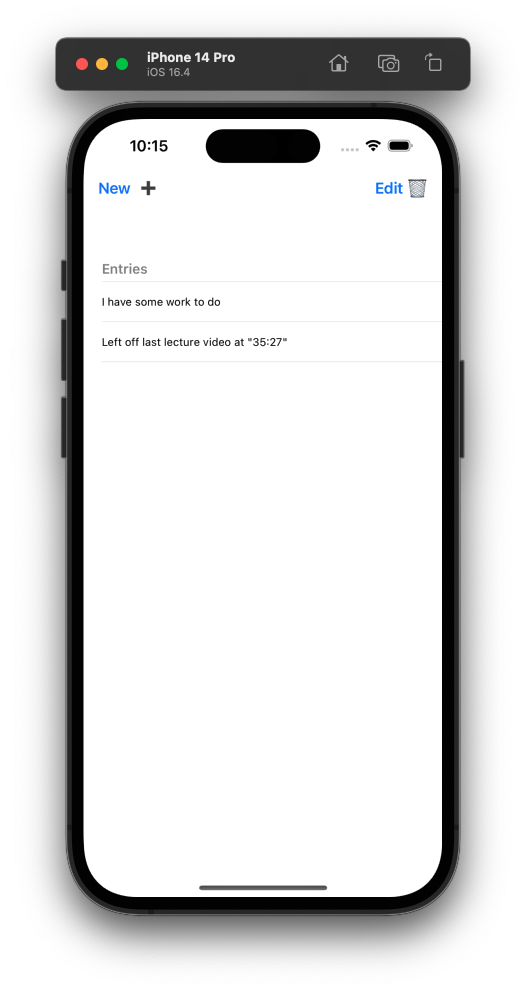 iPhone 14 Pro
iOS 16.4
10:15
New ➕ Edit 🗑️
Entries
I have some work to do
Left off last lecture video at "35:27"